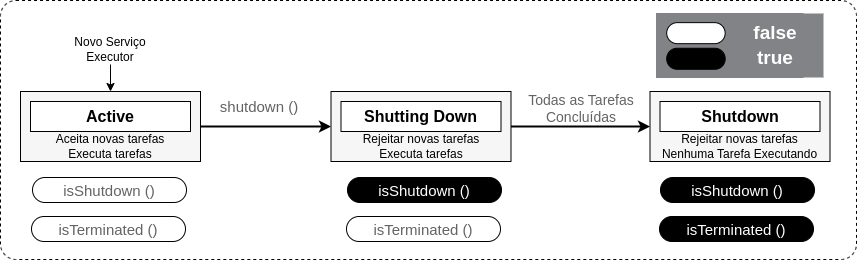 false
true
Novo Serviço
Executor
Active
Aceita novas tarefas
Executa tarefas
shutdown ()
Shutting Down
Rejeitar novas tarefas
Executa tarefas
Todas as Tarefas
Concluídas
Shutdown
Rejeitar novas tarefas
Nenhuma Tarefa Executando
isShutdown ()
isShutdown ()
isShutdown ()
isTerminated ()
isTerminated ()
isTerminated ()